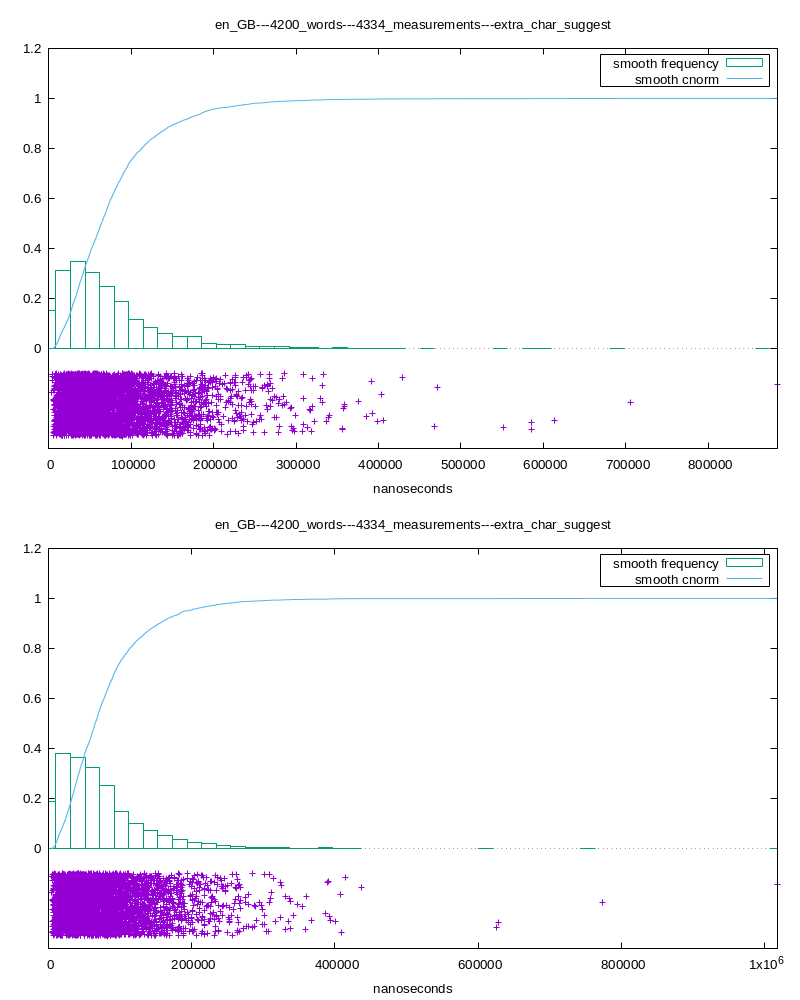 en_GB---4200_words---4334_measurements---extra_char_suggest
1.2
smooth frequency
smooth cnorm
1
0.8
0.6
0.4
0.2
0
0 100000 200000 300000 400000 500000 600000 700000 800000
nanoseconds
en_GB---4200_words---4334_measurements---extra_char_suggest
1.2
smooth frequency
smooth cnorm
1
0.8
0.6
0.4
0.2
0
0 200000 400000 600000 800000 1x10⁶
nanoseconds